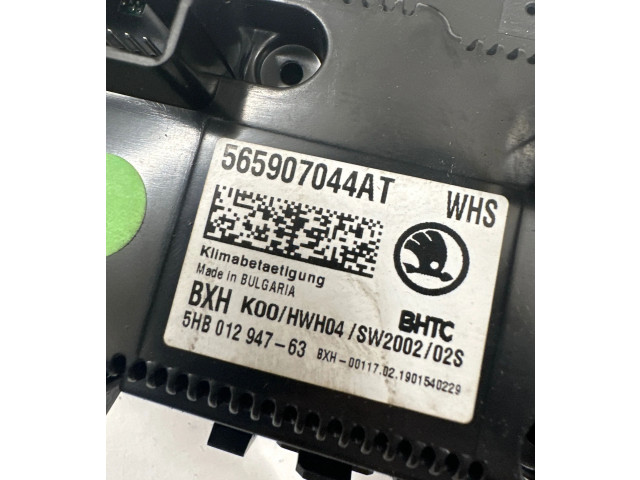 565907044AT WHS
Klimabetaetigung
Made in BULGARIA
BHTC
BXH K00/HWH04/SW2002/02S
5HB 012 947-63 BXH-00117.02.1901540229